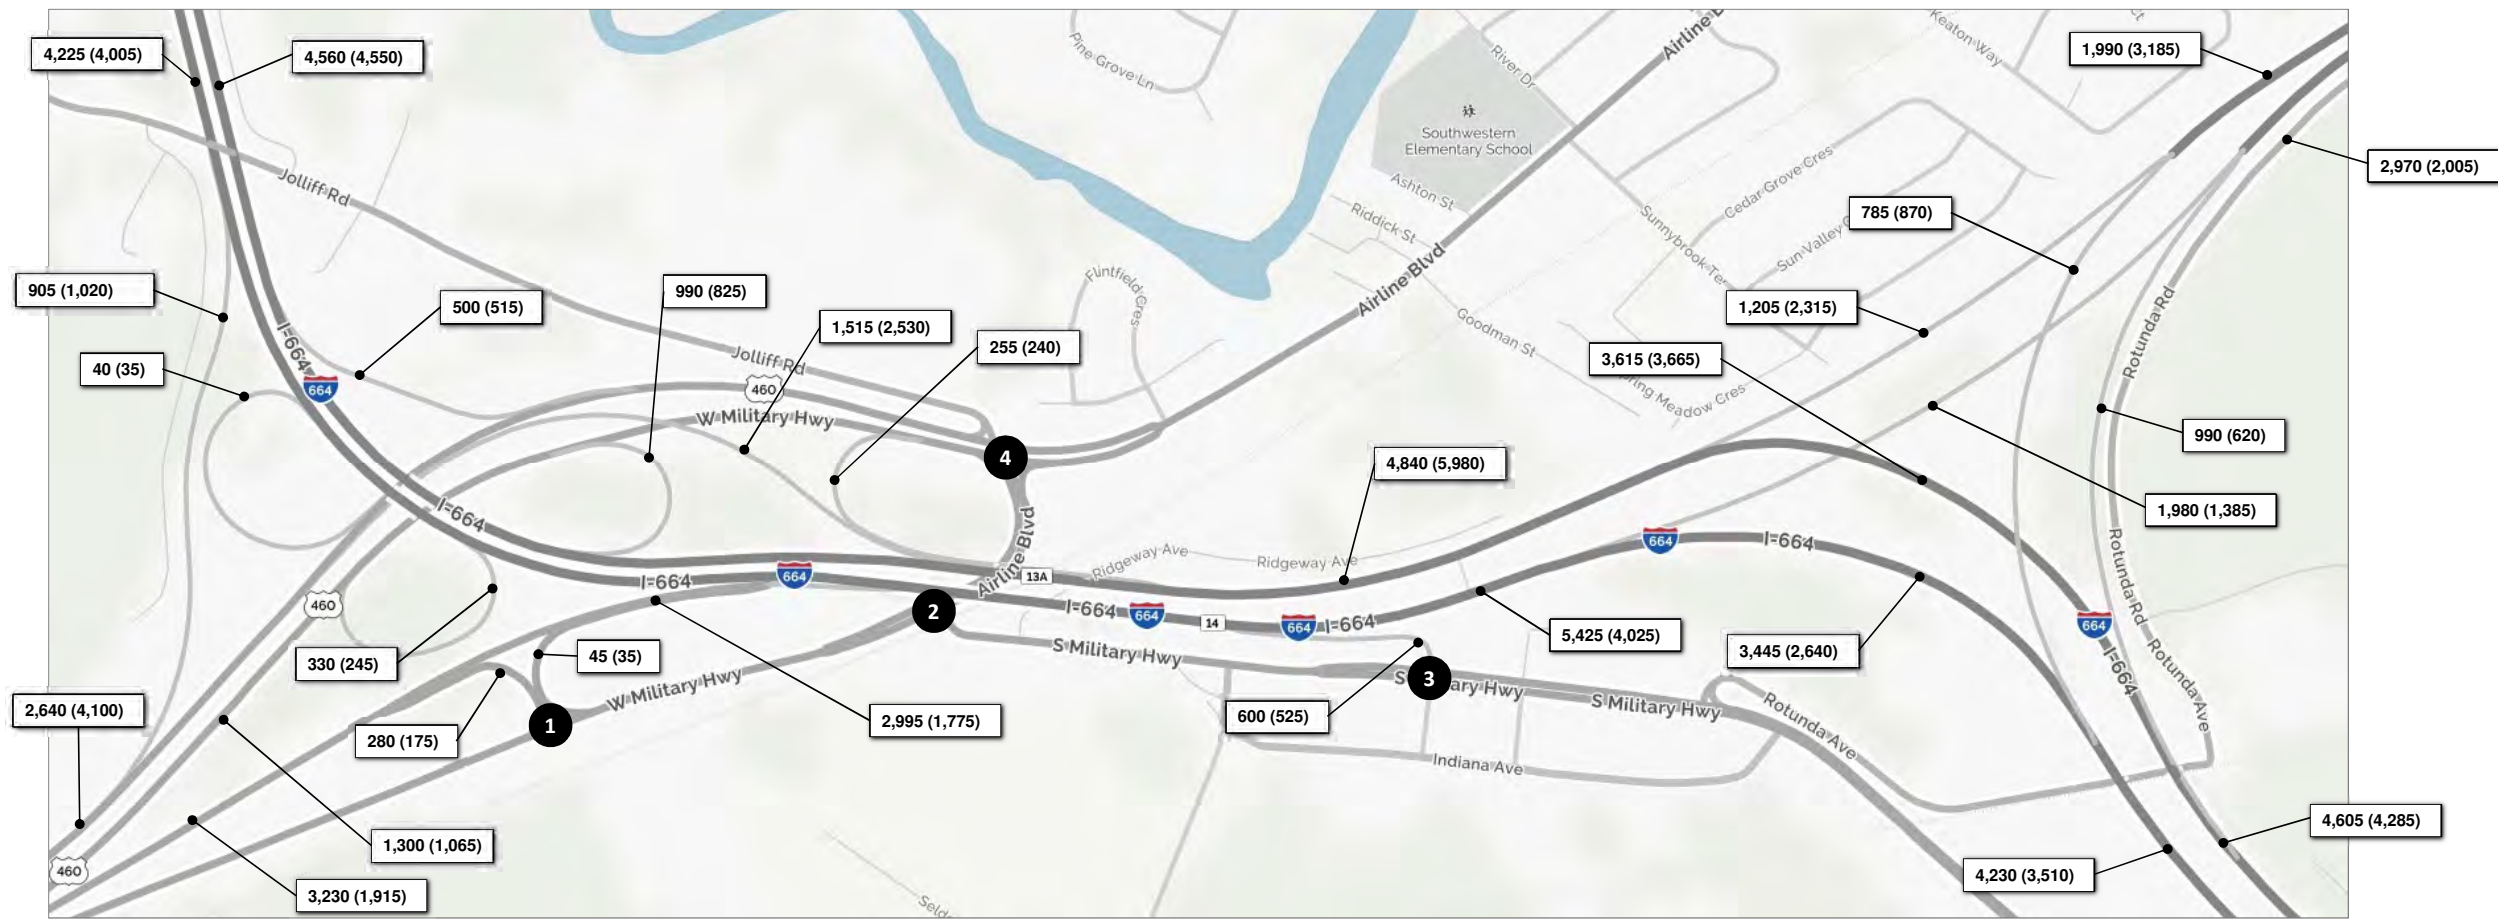 4,225 (4,005)
4,560 (4,550)
1,990 (3,185)
2,970 (2,005)
785 (870)
905 (1,020)
500 (515)
990 (825)
1,515 (2,530)
255 (240)
1,205 (2,315)
3,615 (3,665)
40 (35)
990 (620)
4,840 (5,980)
1,980 (1,385)
330 (245)
45 (35)
5,425 (4,025)
3,445 (2,640)
2,640 (4,100)
280 (175)
2,995 (1,775)
600 (525)
1,300 (1,065)
4,605 (4,285)
3,230 (1,915)
4,230 (3,510)
Pine Grove Ln
River Dr
Airline B
Keaton Way
Ct
Southwestern
Elementary School
Ashton St
Riddick St
Airline Blvd
Goodman St
Sunnybrook Ter
Cedar Grove Cres
Sun Valley
pring Meadow Cres
Flintfield Cres
Jolliff Rd
Jolliff Rd
I-664
664
460
W Military Hwy
4
I-664
Airline Blvd
13A
Ridgeway Ave
Ridgeway Ave
I-664
664
2
I-664
664
14
664
I-664
664
I-664
664
I-664
Rotunda Rd
Rotunda Rd
Rotunda Ave
460
S Military Hwy
W Military Hwy
1
S
3
ary Hwy
S Military Hwy
Rotunda Ave
Indiana Ave
460
Seld